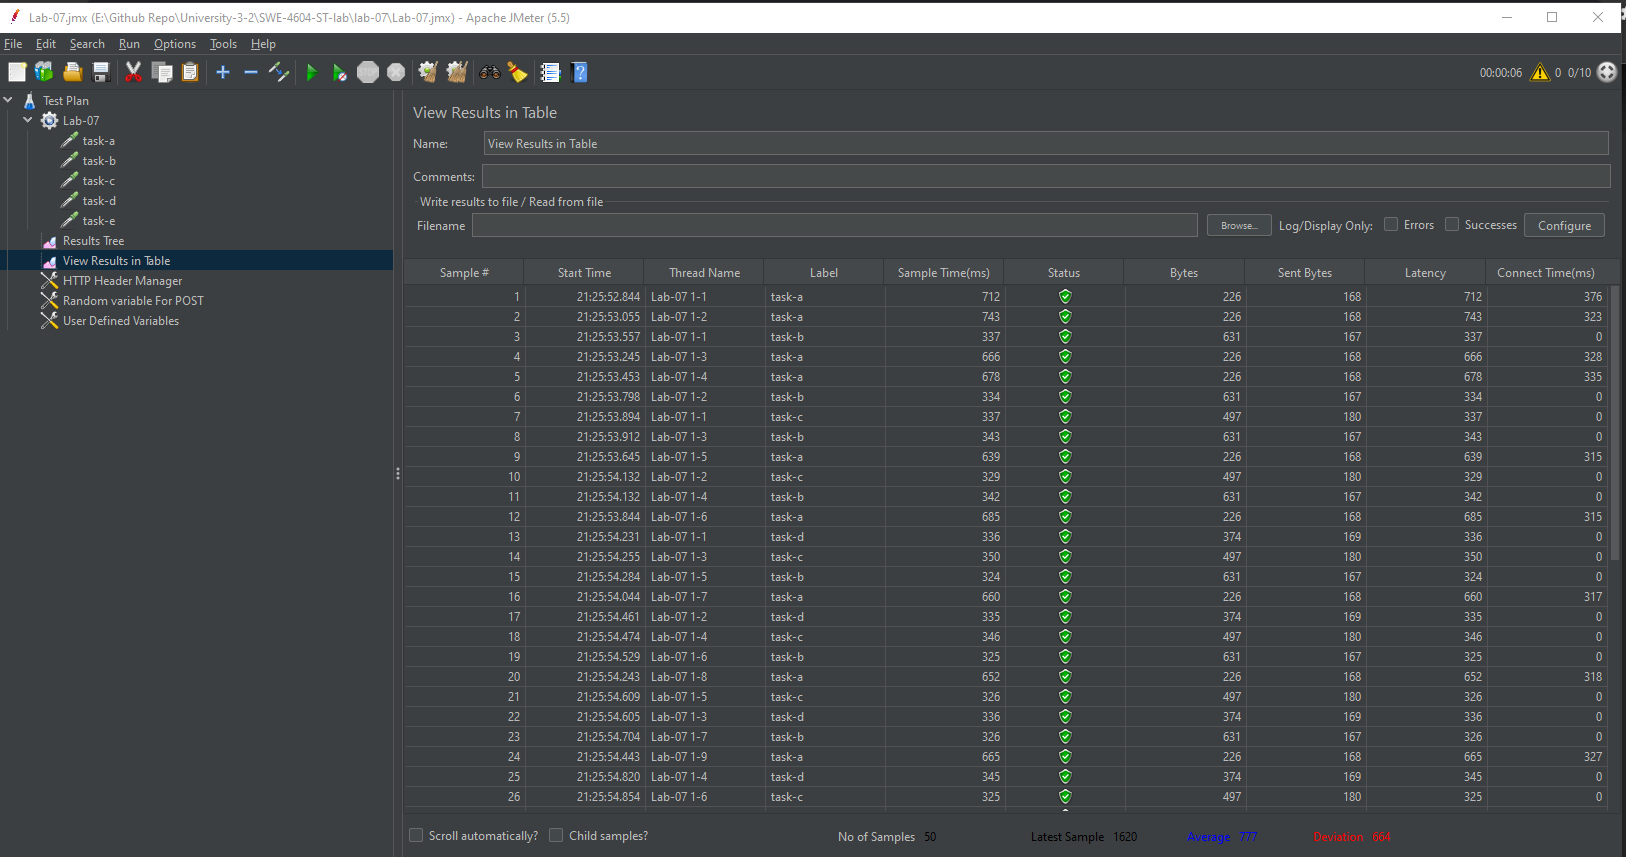 Lab-07.jmx (E:\Github Repo\University-3-2\SWE-4604-ST-lab\lab-07\Lab-07.jmx) - Apache JMeter (5.5)
File Edit Search Run Options Tools Help
00:00:06 0 0/10
Test Plan
Lab-07
task-a
task-b
task-c
task-d
task-e
Results Tree
View Results in Table
HTTP Header Manager
Random variable For POST
User Defined Variables
View Results in Table
Name: View Results in Table
Comments:
Write results to file / Read from file
Filename Browse... Log/Display Only: Errors Successes Configure
Sample # Start Time Thread Name Label Sample Time(ms) Status Bytes Sent Bytes Latency Connect Time(ms)
1 21:25:52.844 Lab-07 1-1 task-a 712 226 168 712 376
2 21:25:53.055 Lab-07 1-2 task-a 743 226 168 743 323
3 21:25:53.557 Lab-07 1-1 task-b 337 631 167 337 0
4 21:25:53.245 Lab-07 1-3 task-a 666 226 168 666 328
5 21:25:53.453 Lab-07 1-4 task-a 678 226 168 678 335
6 21:25:53.798 Lab-07 1-2 task-b 334 631 167 334 0
7 21:25:53.894 Lab-07 1-1 task-c 337 497 180 337 0
8 21:25:53.912 Lab-07 1-3 task-b 343 631 167 343 0
9 21:25:53.645 Lab-07 1-5 task-a 639 226 168 639 315
10 21:25:54.132 Lab-07 1-2 task-c 329 497 180 329 0
11 21:25:54.132 Lab-07 1-4 task-b 342 631 167 342 0
12 21:25:53.844 Lab-07 1-6 task-a 685 226 168 685 315
13 21:25:54.231 Lab-07 1-1 task-d 336 374 169 336 0
14 21:25:54.255 Lab-07 1-3 task-c 350 497 180 350 0
15 21:25:54.284 Lab-07 1-5 task-b 324 631 167 324 0
16 21:25:54.044 Lab-07 1-7 task-a 660 226 168 660 317
17 21:25:54.461 Lab-07 1-2 task-d 335 374 169 335 0
18 21:25:54.474 Lab-07 1-4 task-c 346 497 180 346 0
19 21:25:54.529 Lab-07 1-6 task-b 325 631 167 325 0
20 21:25:54.243 Lab-07 1-8 task-a 652 226 168 652 318
21 21:25:54.609 Lab-07 1-5 task-c 326 497 180 326 0
22 21:25:54.605 Lab-07 1-3 task-d 336 374 169 336 0
23 21:25:54.704 Lab-07 1-7 task-b 326 631 167 326 0
24 21:25:54.443 Lab-07 1-9 task-a 665 226 168 665 327
25 21:25:54.820 Lab-07 1-4 task-d 345 374 169 345 0
26 21:25:54.854 Lab-07 1-6 task-c 325 497 180 325 0
Scroll automatically? Child samples? No of Samples 50 Latest Sample 1620 Average 777 Deviation 664